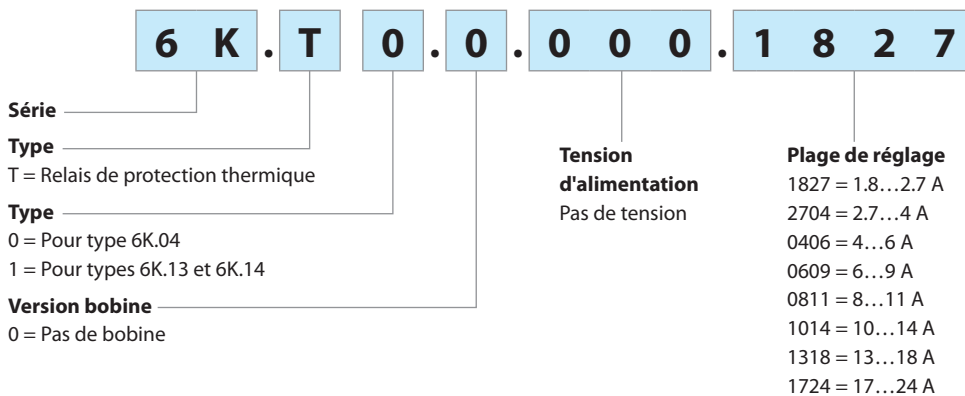 6 K . T 0 . 0 . 0 0 0 . 1 8 2 7
Série
Type
T = Relais de protection thermique
Type
0 = Pour type 6K.04
1 = Pour types 6K.13 et 6K.14
Version bobine
0 = Pas de bobine
Tension
d'alimentation
Pas de tension
Plage de réglage
1827 = 1.8…2.7 A
2704 = 2.7…4 A
0406 = 4…6 A
0609 = 6…9 A
0811 = 8…11 A
1014 = 10…14 A
1318 = 13…18 A
1724 = 17…24 A